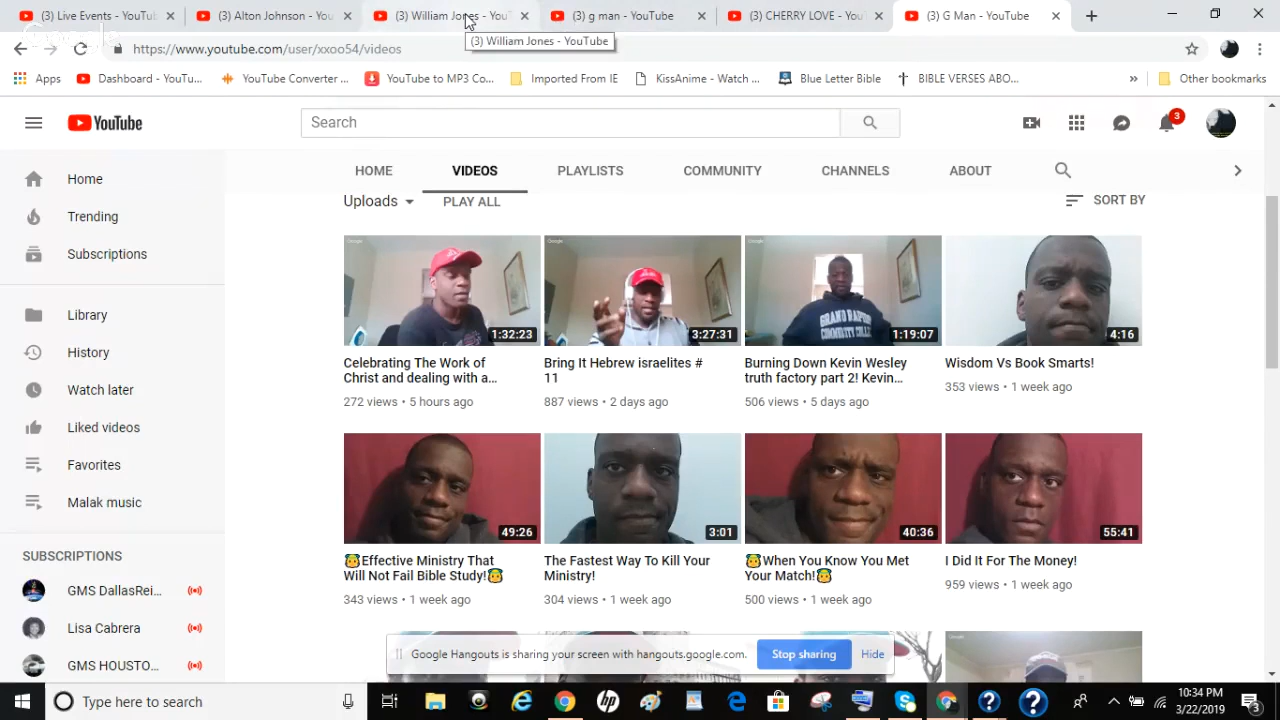 (3) Live Events - YouTub
(3) Alton Johnson - YouTub
(3) William Jones - YouT
(3) g man - YouTube
(3) CHERRY LOVE - YouT
(3) G Man - YouTube
(3) William Jones - YouTube
https://www.youtube.com/user/xxoo54/videos
Apps
Dashboard - YouTu...
YouTube Converter ...
YouTube to MP3 Co...
Imported From IE
KissAnime - Watch ...
Blue Letter Bible
BIBLE VERSES ABO...
»
Other bookmarks
YouTube
Search
3
HOME
VIDEOS
PLAYLISTS
COMMUNITY
CHANNELS
ABOUT
Home
Trending
Subscriptions
Library
History
Watch later
Liked videos
Favorites
Malak music
SUBSCRIPTIONS
GMS DallasRei...
Lisa Cabrera
GMS HOUSTO...
Uploads
PLAY ALL
SORT BY
1:32:23
Celebrating The Work of
Christ and dealing with a...
272 views • 5 hours ago
3:27:31
Bring It Hebrew israelites #
11
887 views • 2 days ago
GRAND RAPIDS
COMMUNITY COLLEGE
1:19:07
Burning Down Kevin Wesley
truth factory part 2! Kevin...
506 views • 5 days ago
4:16
Wisdom Vs Book Smarts!
353 views • 1 week ago
49:26
😇Effective Ministry That
Will Not Fail Bible Study!😇
343 views • 1 week ago
3:01
The Fastest Way To Kill Your
Ministry!
304 views • 1 week ago
40:36
😇When You Know You Met
Your Match!😇
500 views • 1 week ago
55:41
I Did It For The Money!
959 views • 1 week ago
Google Hangouts is sharing your screen with hangouts.google.com.
Stop sharing
Hide
Type here to search
10:34 PM
3/22/2019
3